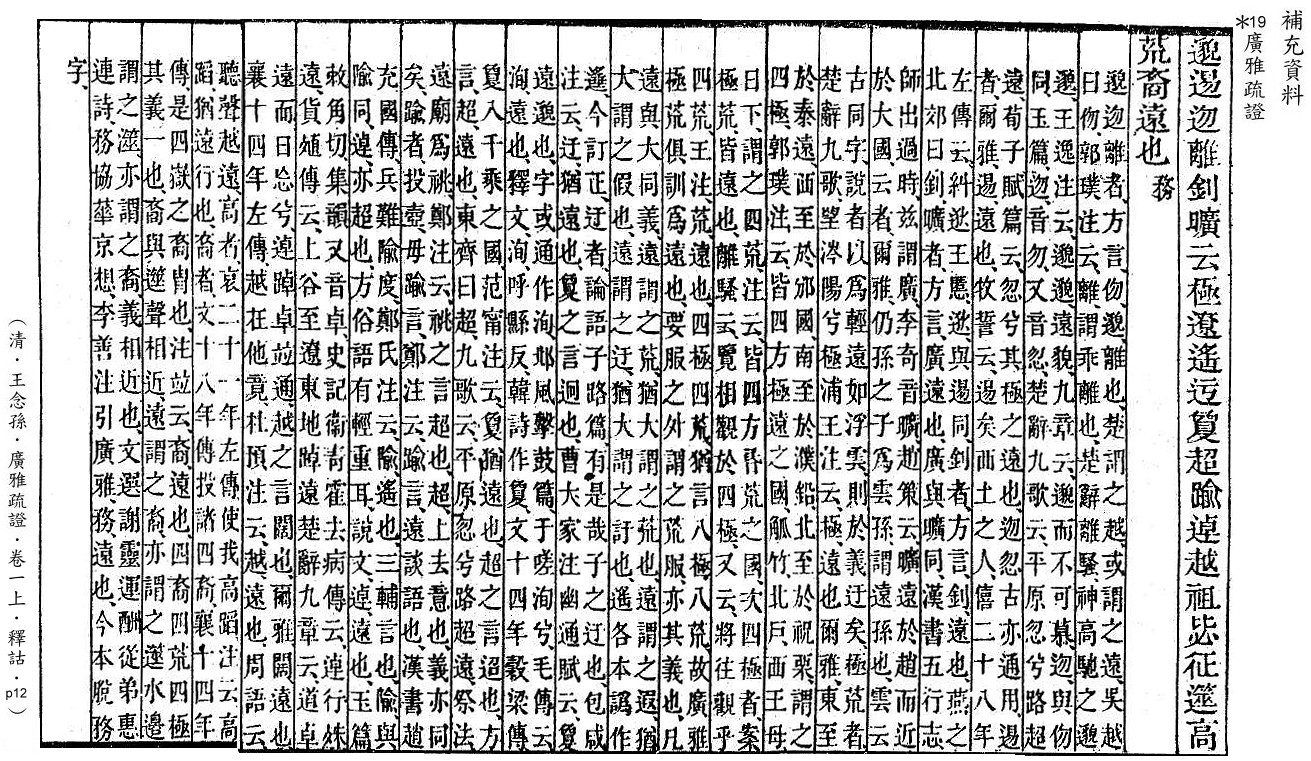 補充資料
*19廣雅疏證
邈逷離釗曠云極遼遙迃敻超踰逴越祖毖征遾高
荒裔遠也 務
邈離者、方言、伆、邈、離也、楚謂之越、或謂之遠、吳越
曰伆、郭璞注云、離謂乖離也、楚辭離騷、神高馳之邈
邈、王逸注云、邈邈、遠貌、九章云、邈而不可慕、與伆
同、玉篇、音勿、又音忽、楚辭九歌云、平原忽兮路超
遠、荀子賦篇云、忽兮其極之遠也、忽古亦通用、逷
者、爾雅、逷、遠也、牧誓云、逷矣西土之人、僖二十八年
左傳云、糾逖王慝、逖與逷同、釗者、方言、釗、遠也、燕之
北郊曰釗、曠者、方言、廣、遠也、廣與曠同、漢書五行志
師出過時、茲謂廣、李奇音曠、趙策云、曠遠於趙而近
於大國、云者、爾雅、仍孫之子爲雲孫、謂遠孫也、雲云
古同字、說者以爲輕遠如浮雲、則於義迂矣、極荒者、
楚辭九歌、望涔陽兮極浦、王注云、極、遠也、爾雅、東至
於泰遠、西至於邠國、南至於濮鉛、北至於祝栗、謂之
四極、郭璞注云、皆四方極遠之國、觚竹、北戶、西王母、
日下、謂之四荒、注云、皆四方昏荒之國、次四極者、案
極荒、皆遠也、離騷云、覽相觀於四極、又云、將往觀乎
四荒、王注、荒、遠也、四極四荒、猶言八極八荒、故廣雅
極荒俱訓爲遠也、要服之外謂之荒服、亦其義也、凡
遠與大同義、遠謂之荒、猶大謂之荒也、遠謂之遐、猶
大謂之假也、遠謂之迂、猶大謂之訏也、遙各本譌作
今訂正、迂者、論語子路篇、有是哉子之迂也、包咸
注云、迂、猶遠也、敻之言迥也、曹大家注幽通賦云、敻
遠邈也、字或通作洵、邶風擊鼓篇、于嗟洵兮、毛傳云、
洵、遠也、釋文、洵、呼縣反、韓詩作敻、文十四年穀梁傳
敻入千乘之國、范甯注云、敻猶遠也、超之言迢也、方
言、超、遠也、東齊曰超、九歌云、平原忽兮路超遠、祭法
遠廟爲祧、鄭注云、祧之言超也、超、上去意也、義亦同
矣、踰者、投壺、毋踰言、鄭注云、踰言、遠談語也、漢書趙
充國傳、兵難隃度、鄭氏注云、隃、遙也、三輔言也、隃與
踰同、逴、亦超也、方俗語有輕重耳、說文、逴、遠也、玉篇
敕角切、集韻又音卓、史記衞靑霍去病傳云、逴行殊
遠、貨殖傳云、上谷至遼東、地踔遠、楚辭九章云、道卓
遠而日忘兮、逴踔卓竝通、越之言闊也、爾雅、闊、遠也
襄十四年左傳、越在他竟、杜預注云、越、遠也、周語云
聽聲越遠、高者、哀二十一年左傳、使我高蹈、注云、高
蹈、猶遠行也、裔者、文十八年傳、投諸四裔、襄十四年
傳、是四嶽之裔胄也、注竝云、裔、遠也、四裔四荒四極
其義一也、裔與遾聲相近、遠謂之裔、亦謂之遾、水邊
謂之澨、亦謂之裔、義相近也、文選謝靈運酬從弟惠
連詩、務協華京想、李善注引廣雅、務、遠也、今本脫務
字、
（清．王念孫．廣雅疏證．卷一上．釋詁．p12）